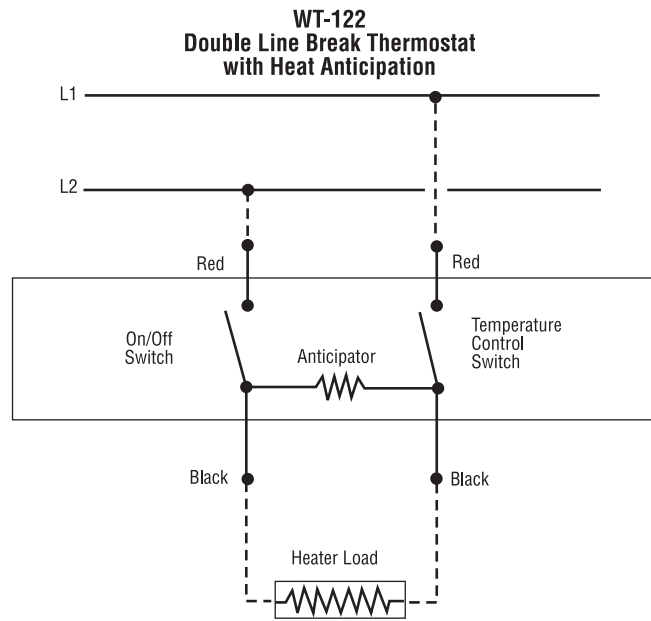 WT-122
Double Line Break Thermostat
with Heat Anticipation
L1
L2
Red
Red
On/Off
Switch
Anticipator
Temperature
Control
Switch
Black
Black
Heater Load